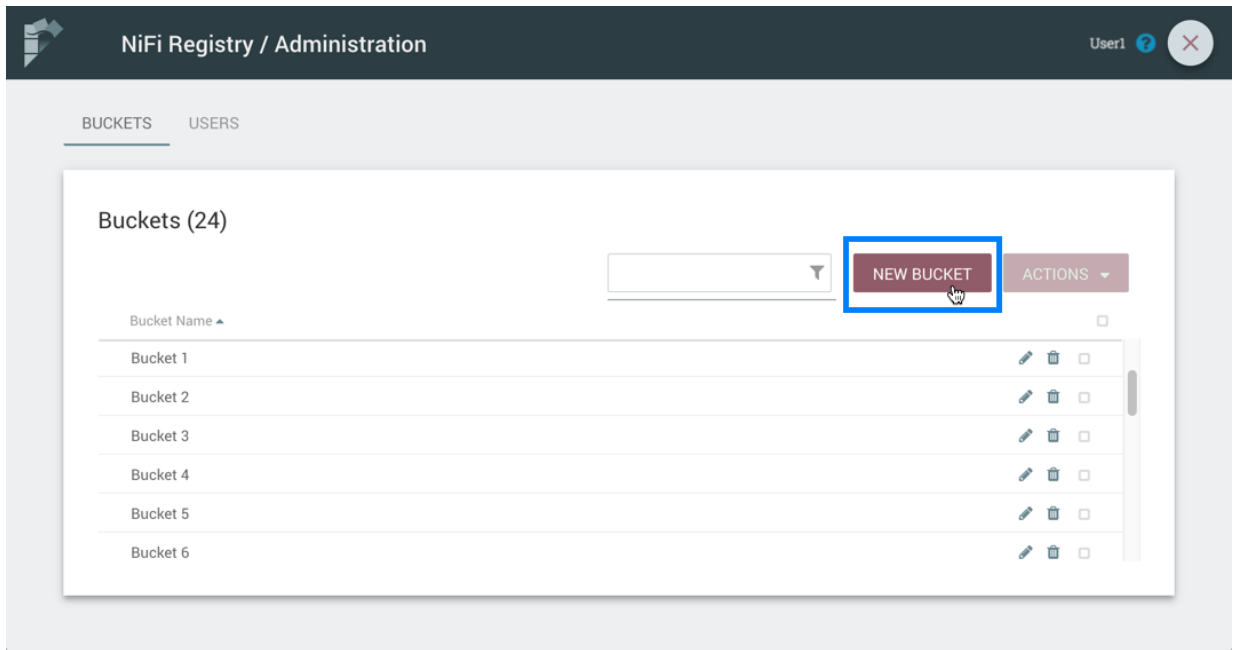 NiFi Registry / Administration
User1 ?
BUCKETS USERS
Buckets (24)
NEW BUCKET ACTIONS
Bucket Name
Bucket 1
Bucket 2
Bucket 3
Bucket 4
Bucket 5
Bucket 6